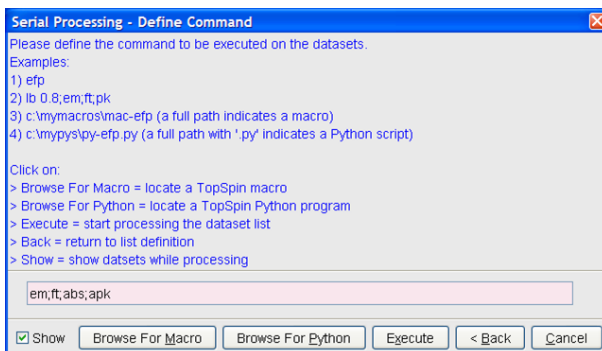 Serial Processing - Define Command
Please define the command to be executed on the datasets.
Examples:
1) efp
2) lb 0.8;em;ft;pk
3) c:\mymacros\mac-efp (a full path indicates a macro)
4) c:\mypys\py-efp.py (a full path with '.py' indicates a Python script)
Click on:
> Browse For Macro = locate a TopSpin macro
> Browse For Python = locate a TopSpin Python program
> Execute = start processing the dataset list
> Back = return to list definition
> Show = show datsets while processing
em;ft;abs;apk
Show Browse For Macro Browse For Python Execute < Back Cancel